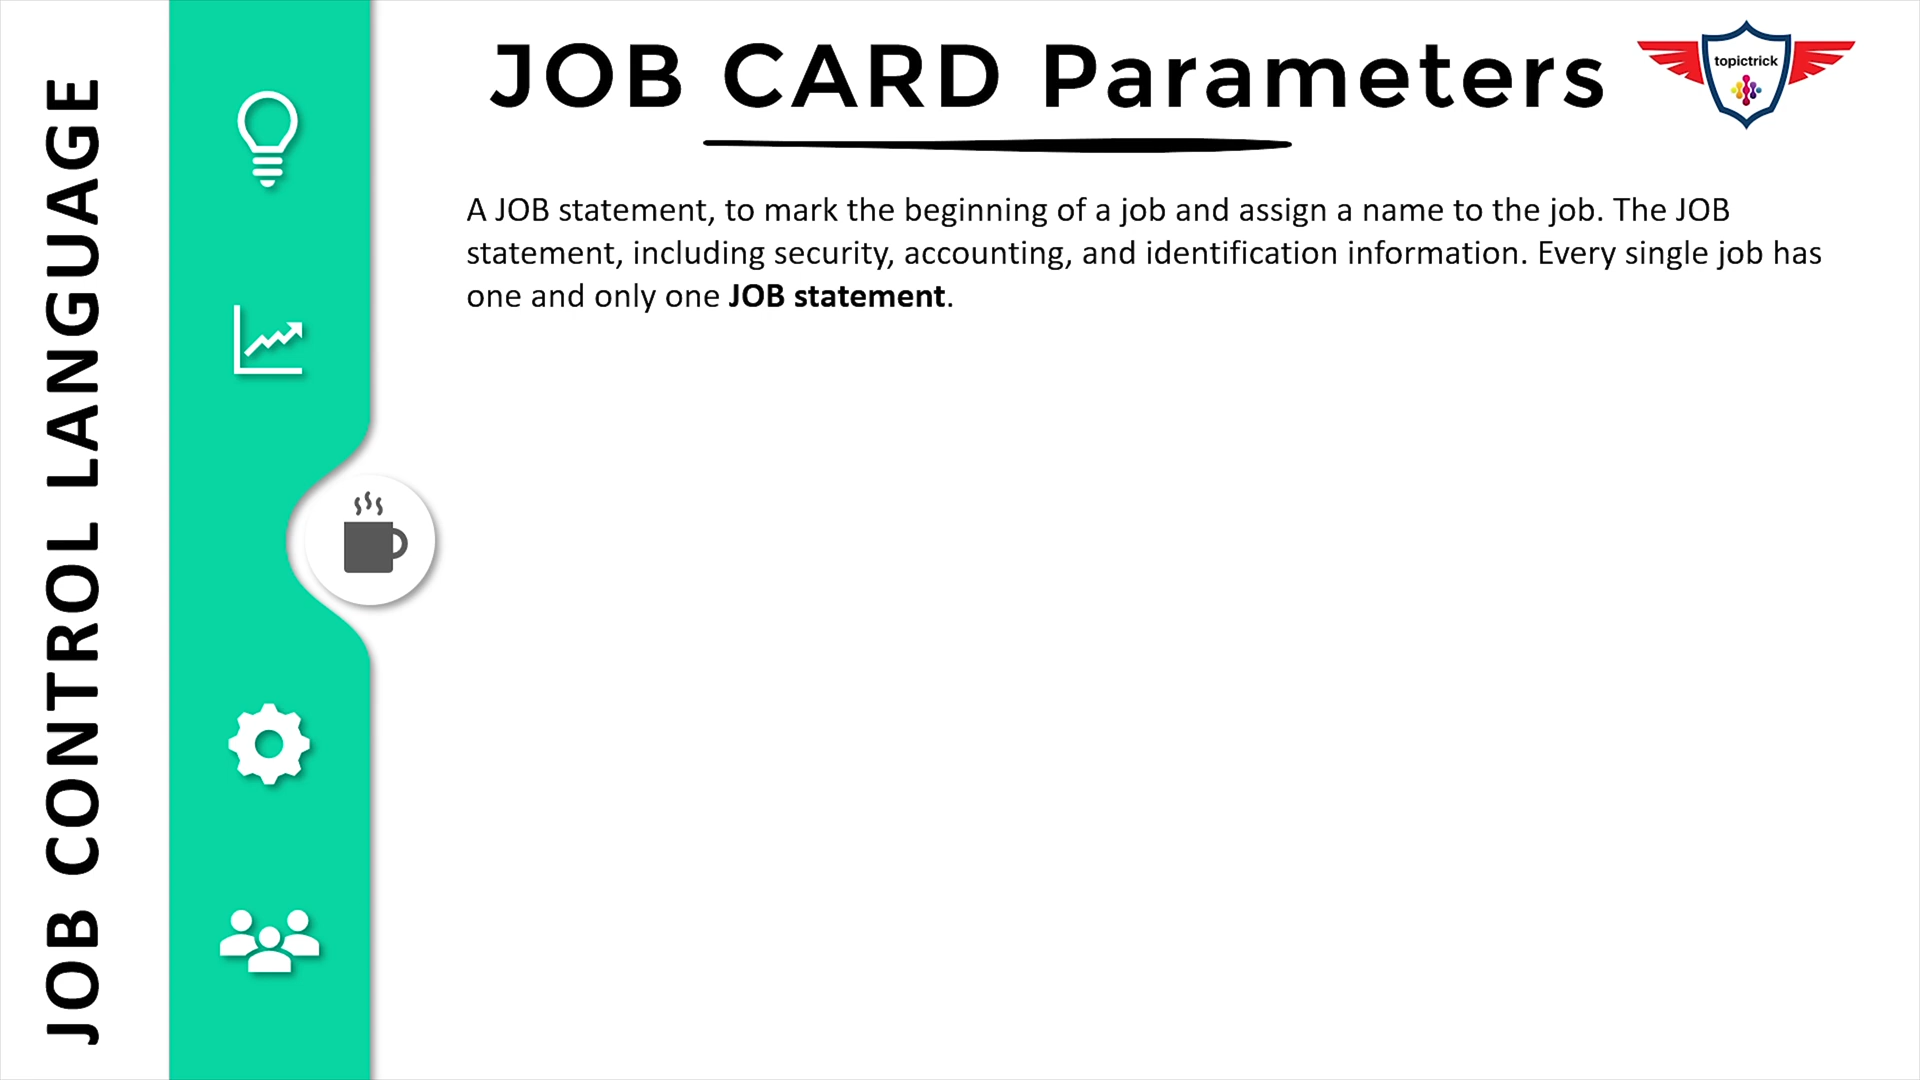 JOB CONTROL LANGUAGE
JOB CARD Parameters
topictrick
A JOB statement, to mark the beginning of a job and assign a name to the job. The JOB
statement, including security, accounting, and identification information. Every single job has
one and only one JOB statement.